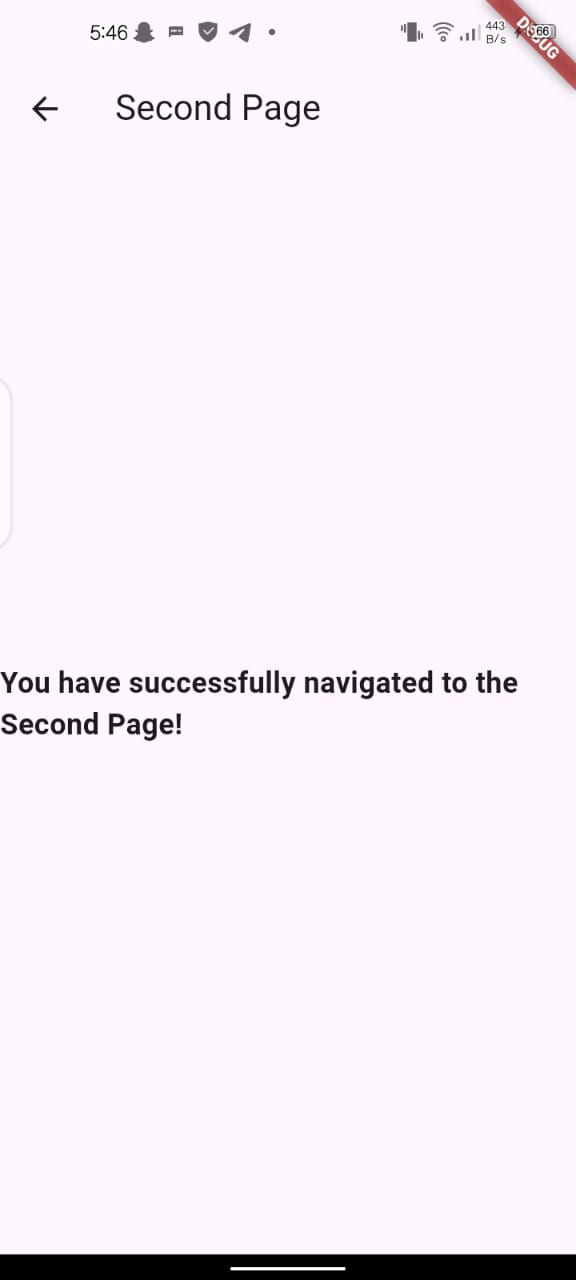 5:46
443
B/s
66
DEBUG
Second Page
You have successfully navigated to the
Second Page!